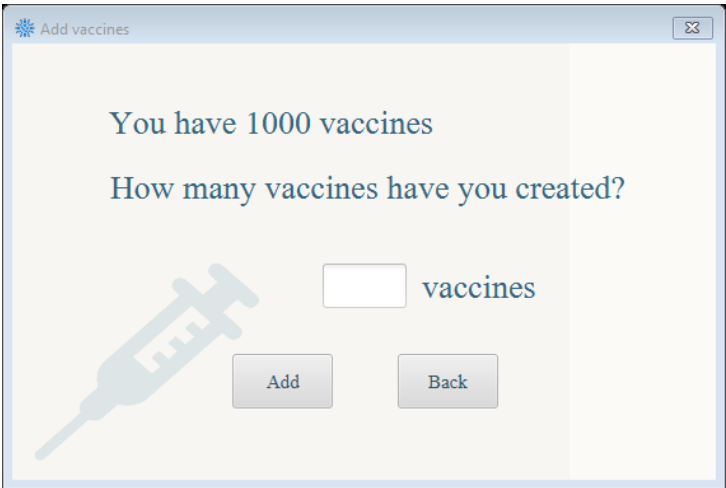 Add vaccines
You have 1000 vaccines
How many vaccines have you created?
vaccines
Add Back